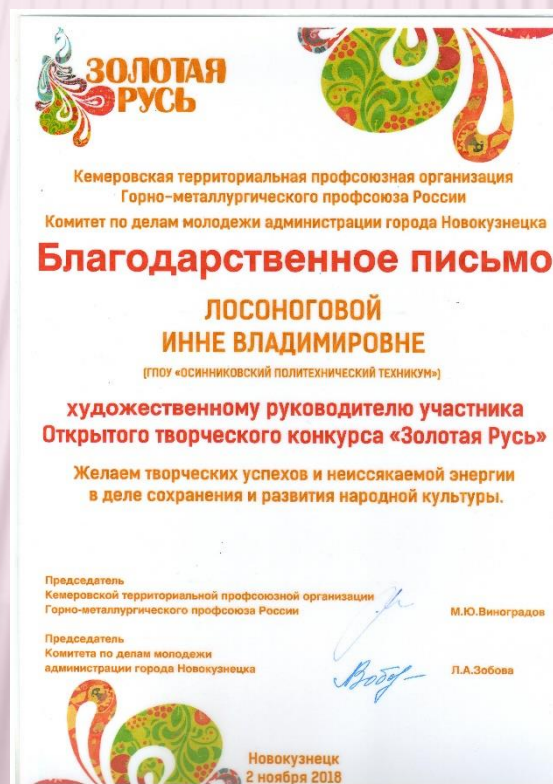 ЗОЛОТАЯ
РУСЬ
Кемеровская территориальная профсоюзная организация
Горно-металлургического профсоюза России
Комитет по делам молодежи администрации города Новокузнецка
Благодарственное письмо
ЛОСОНОГОВОЙ
ИННЕ ВЛАДИМИРОВНЕ
(ГПОУ «ОСИННИКОВСКИЙ ПОЛИТЕХНИЧЕСКИЙ ТЕХНИКУМ»)
художественному руководителю участника
Открытого творческого конкурса «Золотая Русь»
Желаем творческих успехов и неиссякаемой энергии
в деле сохранения и развития народной культуры.
Председатель
Кемеровской территориальной профсоюзной организации
Горно-металлургического профсоюза России М.Ю.Виноградов
Председатель
Комитета по делам молодежи
администрации города Новокузнецка Л.А.Зобова
Новокузнецк
2 ноября 2018